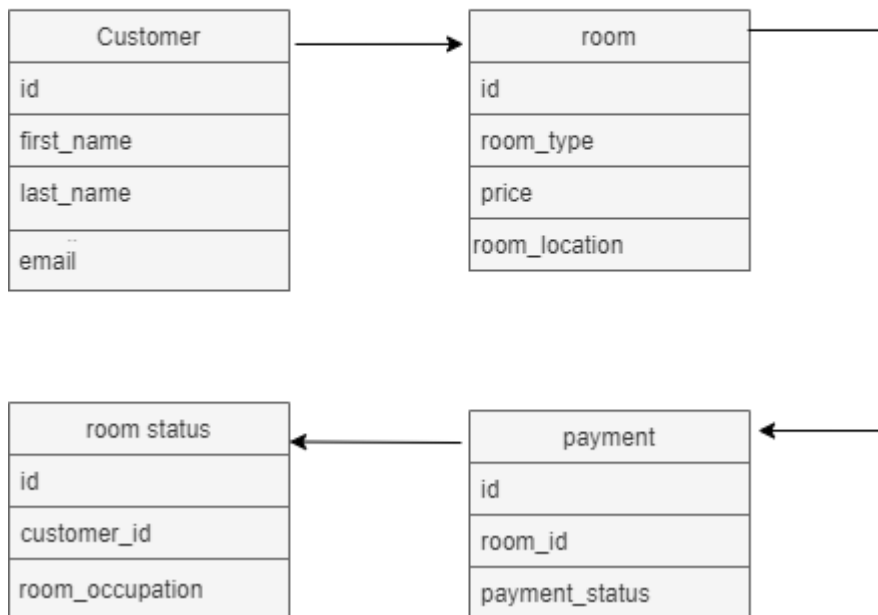 Customer
id
first_name
last_name
email
room
id
room_type
price
room_location
room status
id
customer_id
room_occupation
payment
id
room_id
payment_status